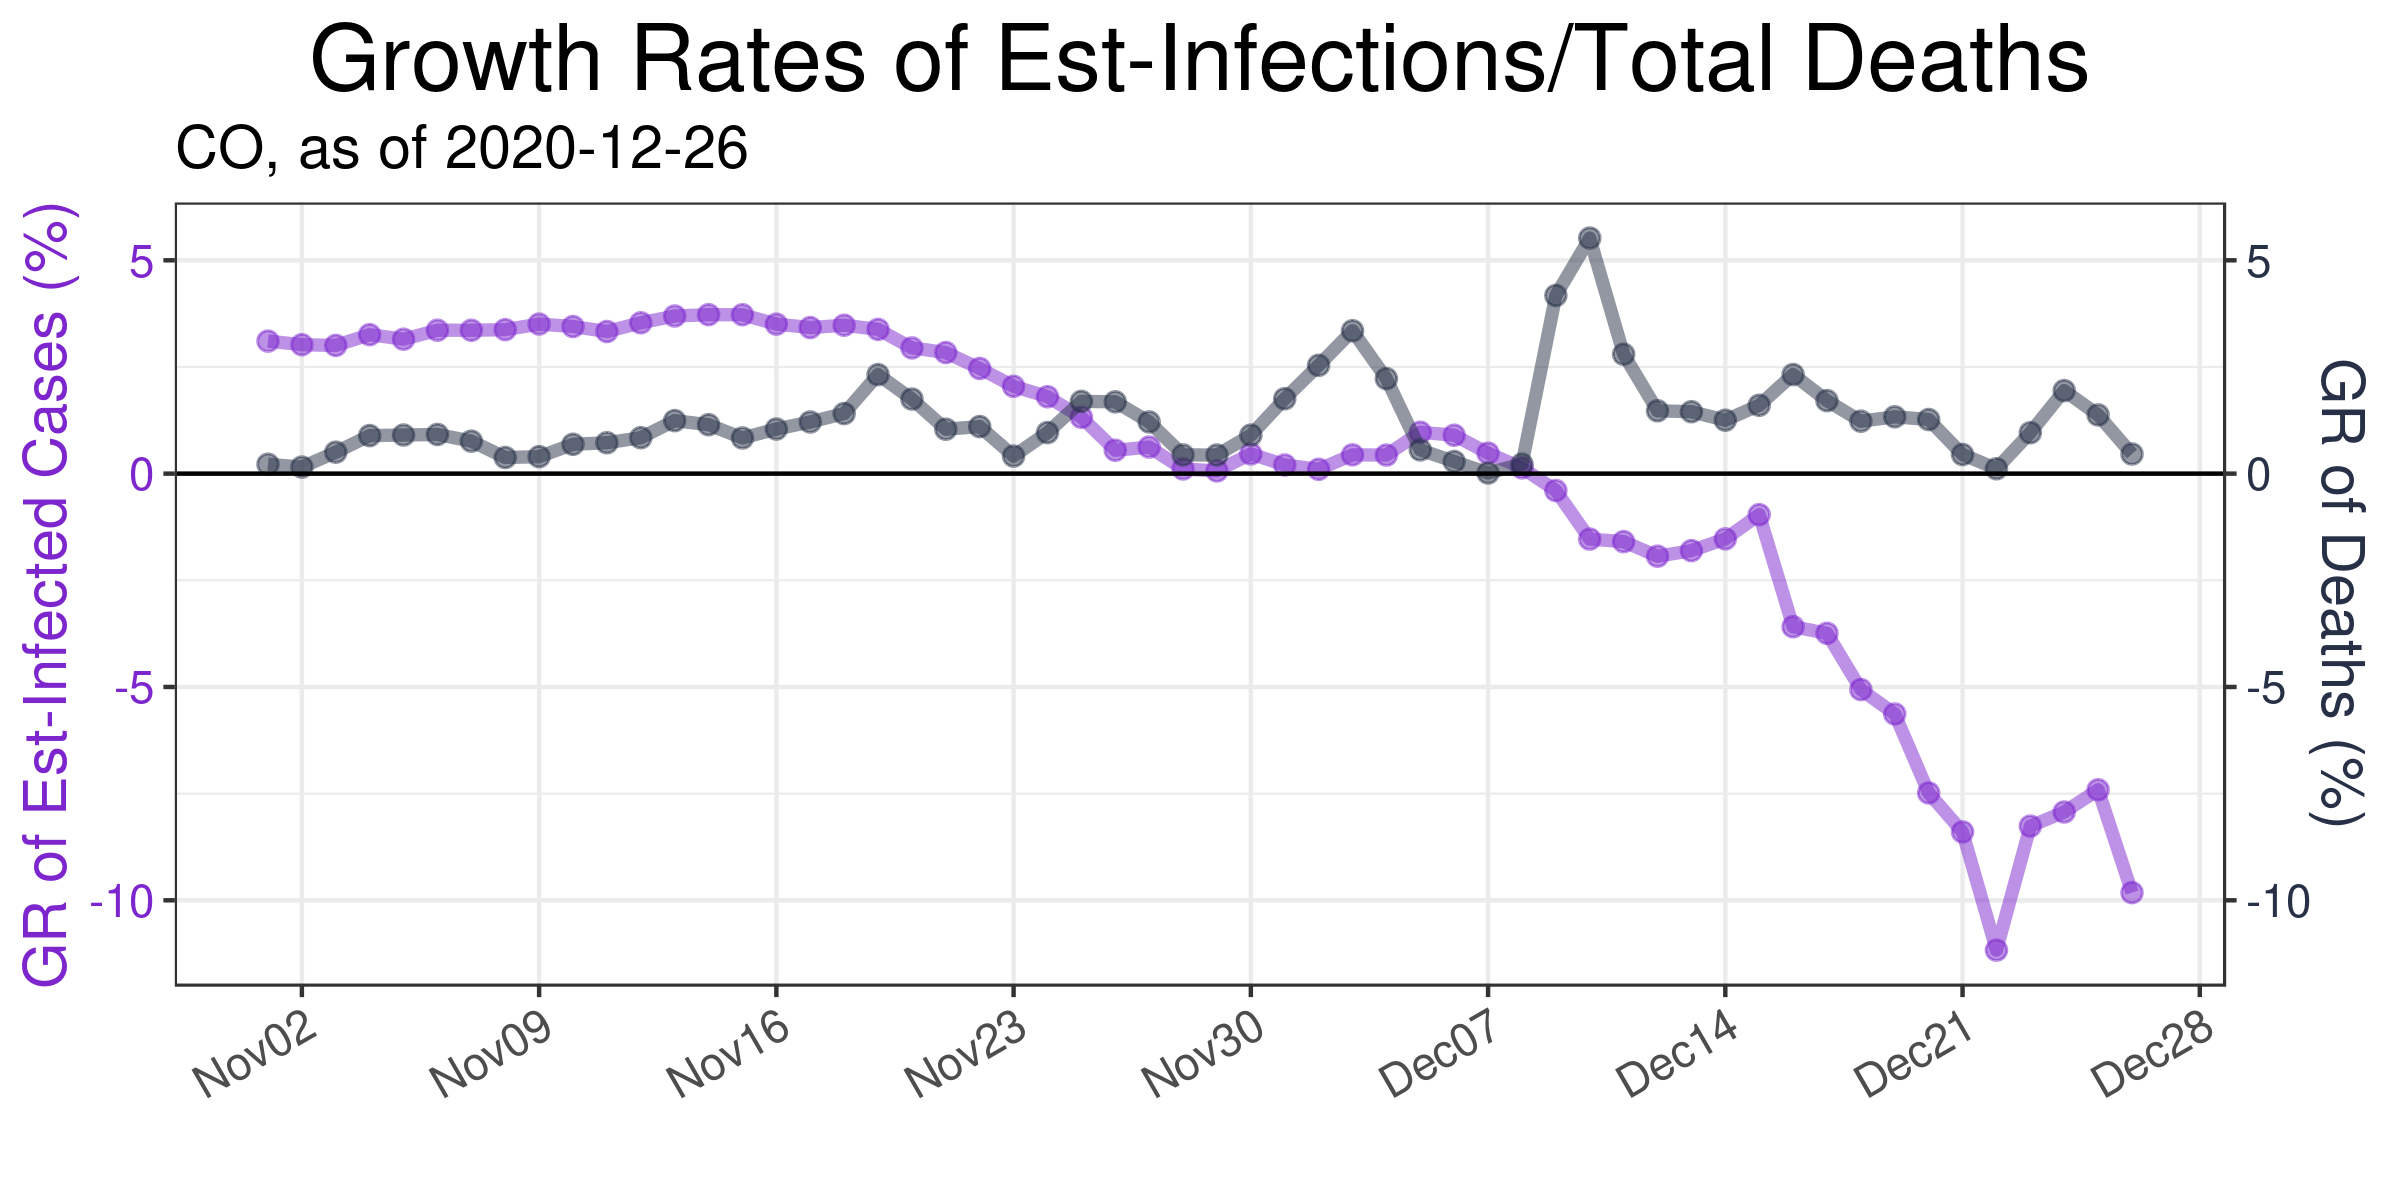 Growth Rates of Est-Infections/Total Deaths
CO, as of 2020-12-26
GR of Est-Infected Cases (%)
5
0
-5
-10
5
0
-5
-10
GR of Deaths (%)
Nov02
Nov09
Nov16
Nov23
Nov30
Dec07
Dec14
Dec21
Dec28